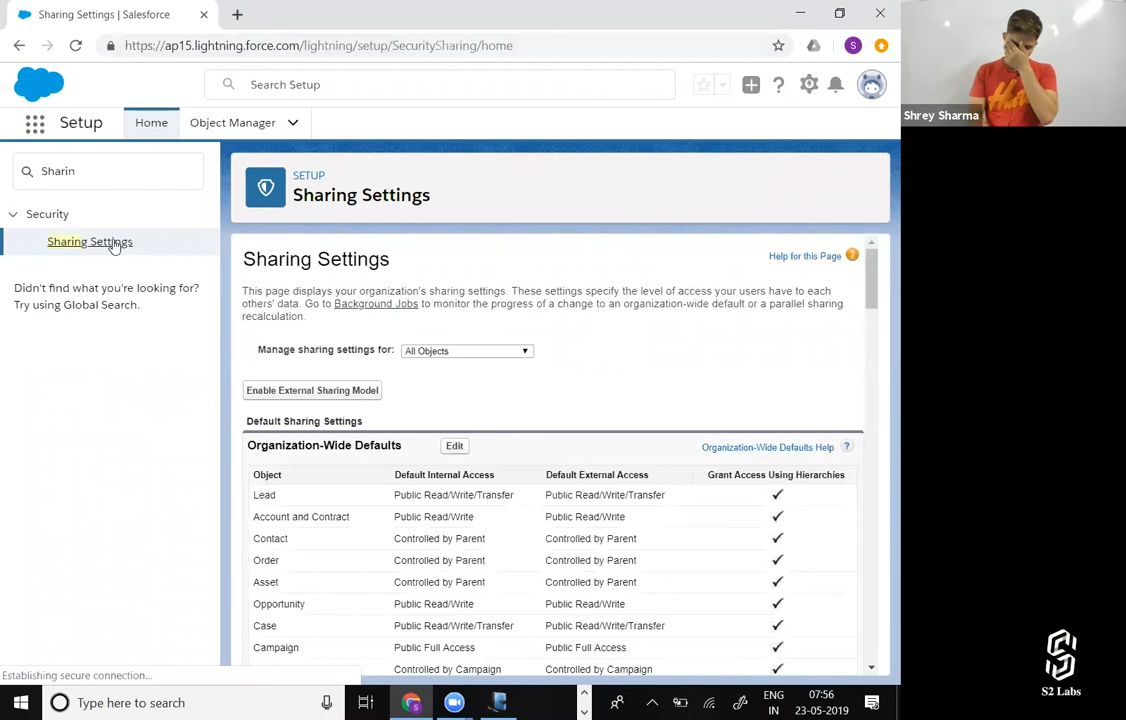 Sharing Settings | Salesforce
https://ap15.lightning.force.com/lightning/setup/SecuritySharing/home
S
Search Setup
Setup
Home
Object Manager
Sharin
Security
Sharing Settings
Didn't find what you're looking for?
Try using Global Search.
SETUP
Sharing Settings
Sharing Settings
Help for this Page
This page displays your organization's sharing settings. These settings specify the level of access your users have to each
others' data. Go to Background Jobs to monitor the progress of a change to an organization-wide default or a parallel sharing
recalculation.
Manage sharing settings for: All Objects
Enable External Sharing Model
Default Sharing Settings
Organization-Wide Defaults Edit Organization-Wide Defaults Help ?
Object Default Internal Access Default External Access Grant Access Using Hierarchies
Lead Public Read/Write/Transfer Public Read/Write/Transfer
Account and Contract Public Read/Write Public Read/Write
Contact Controlled by Parent Controlled by Parent
Order Controlled by Parent Controlled by Parent
Asset Controlled by Parent Controlled by Parent
Opportunity Public Read/Write Public Read/Write
Case Public Read/Write/Transfer Public Read/Write/Transfer
Campaign Public Full Access Public Full Access
Controlled by Campaign Controlled by Campaign
Establishing secure connection...
Type here to search
ENG
IN
07:56
23-05-2019
Shrey Sharma
S2 Labs